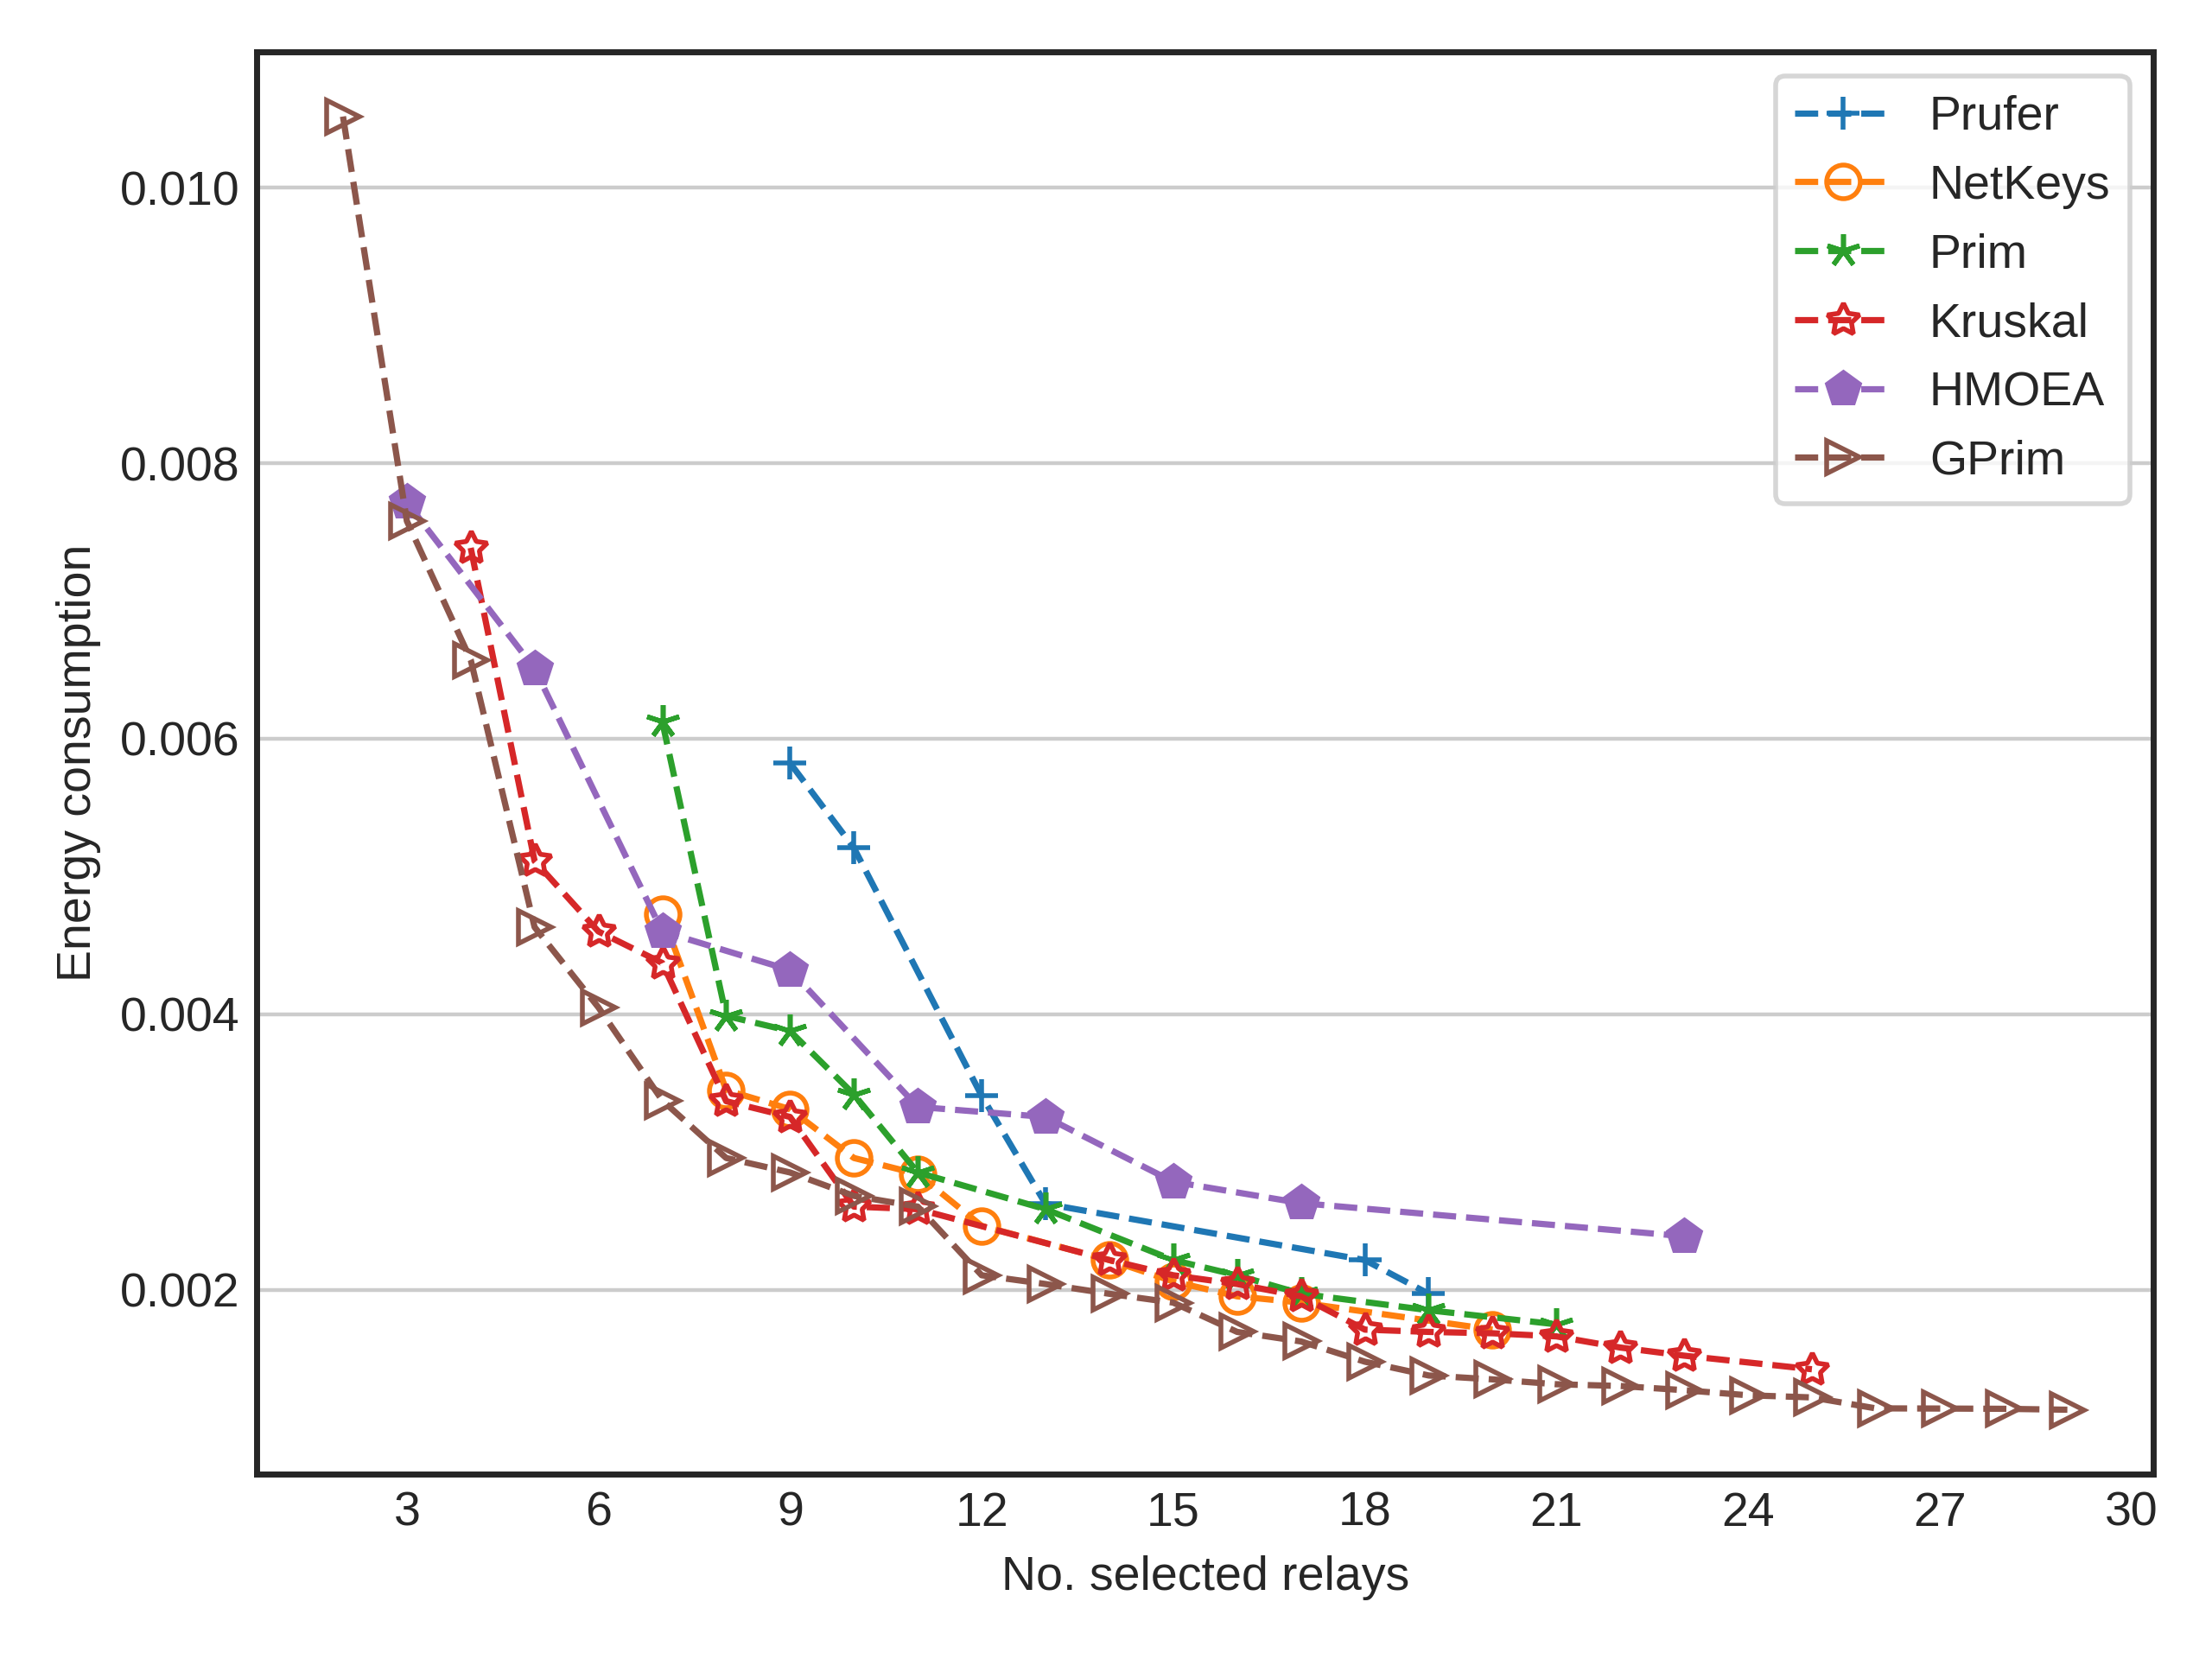 Prufer
NetKeys
Prim
Kruskal
HMOEA
GPrim
0.010
0.008
0.006
0.004
0.002
Energy consumption
3 6 9 12 15 18 21 24 27 30
No. selected relays